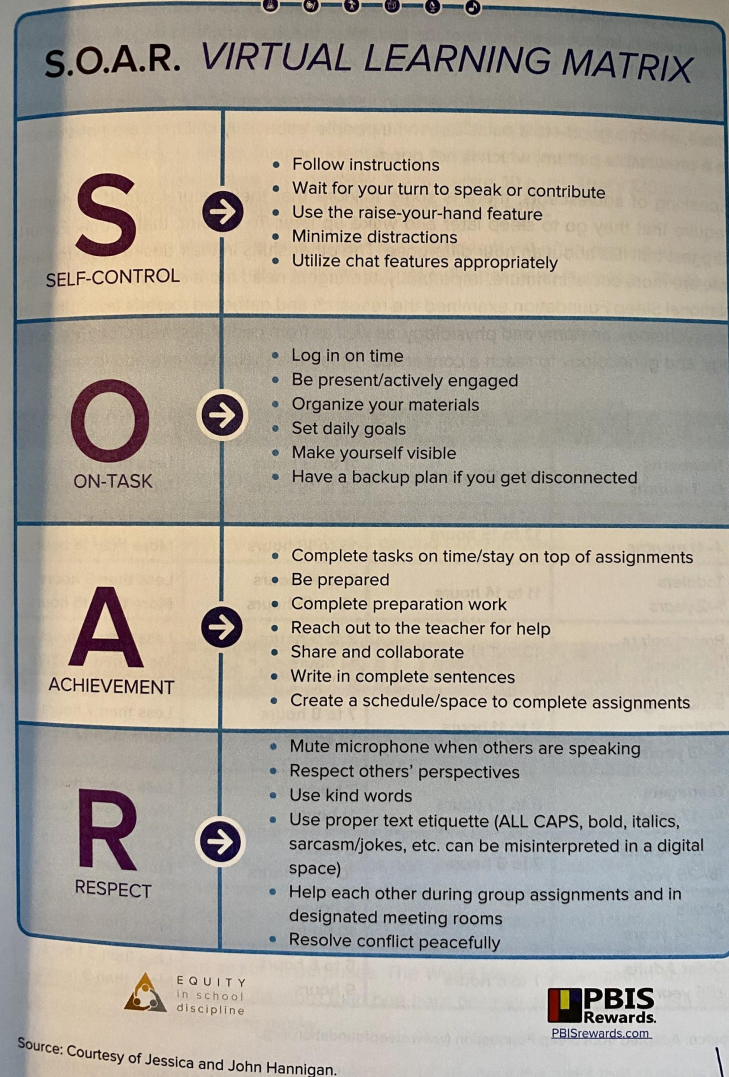 S.O.A.R. VIRTUAL LEARNING MATRIX
S
SELF-CONTROL
• Follow instructions
• Wait for your turn to speak or contribute
• Use the raise-your-hand feature
• Minimize distractions
• Utilize chat features appropriately
O
ON-TASK
• Log in on time
• Be present/actively engaged
• Organize your materials
• Set daily goals
• Make yourself visible
• Have a backup plan if you get disconnected
A
ACHIEVEMENT
• Complete tasks on time/stay on top of assignments
• Be prepared
• Complete preparation work
• Reach out to the teacher for help
• Share and collaborate
• Write in complete sentences
• Create a schedule/space to complete assignments
R
RESPECT
• Mute microphone when others are speaking
• Respect others' perspectives
• Use kind words
• Use proper text etiquette (ALL CAPS, bold, italics,
sarcasm/jokes, etc. can be misinterpreted in a digital
space)
• Help each other during group assignments and in
designated meeting rooms
• Resolve conflict peacefully
EQUITY
in school
discipline
PBIS
Rewards.
PBISrewards.com
Source: Courtesy of Jessica and John Hannigan.